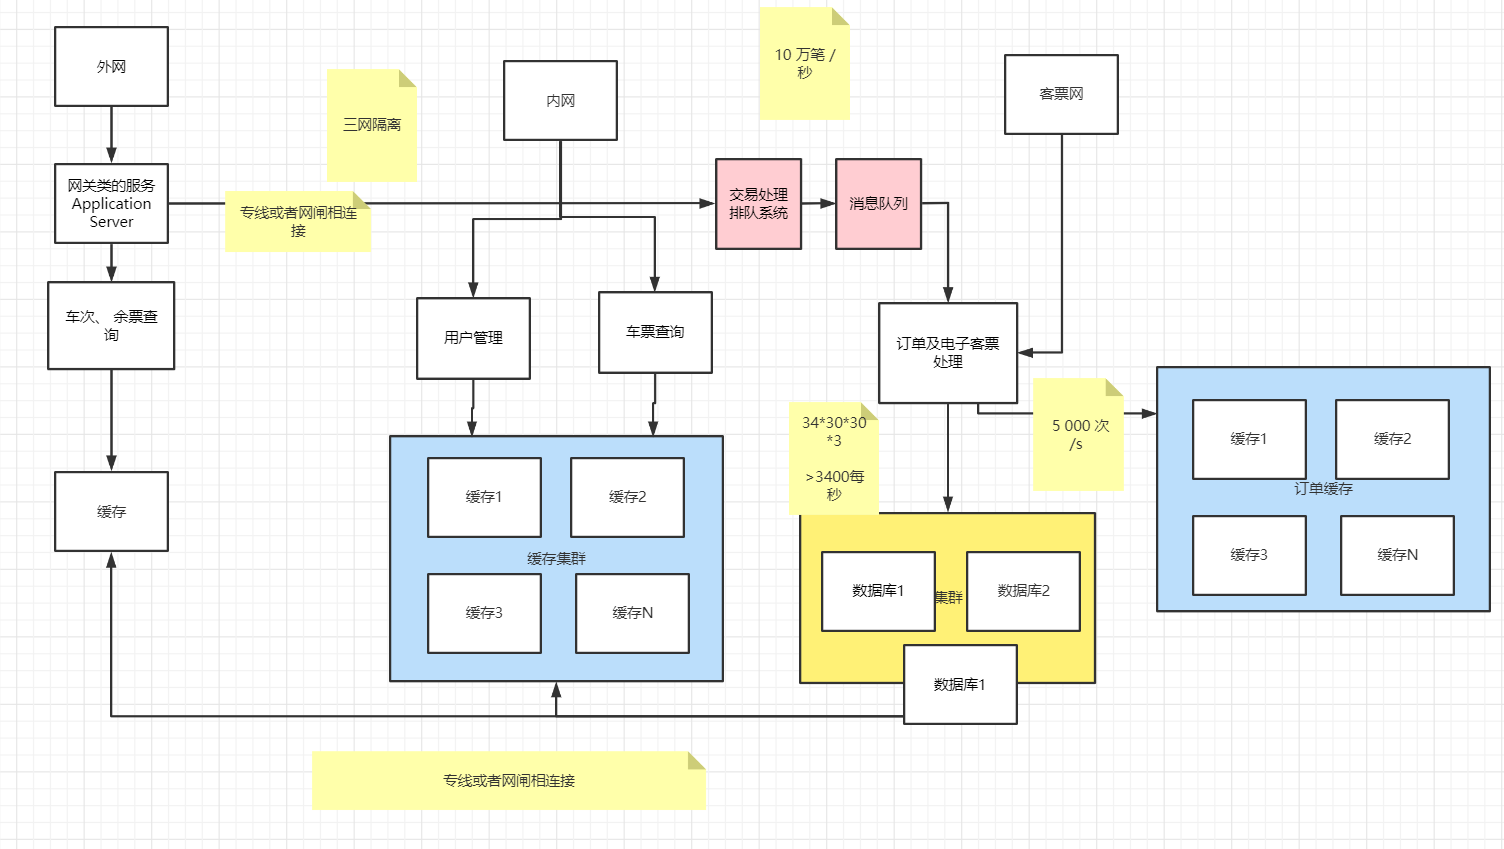 外网
三网隔离
内网
10 万笔 /
秒
客票网
网关类的服务
Application
Server
专线或者网闸相连
接
交易处理
排队系统
消息队列
车次、 余票查
询
用户管理
车票查询
订单及电子客票
处理
34*30*30
*3
>3400每
秒
5 000 次
/s
缓存
缓存1
缓存2
缓存集群
缓存3
缓存N
数据库1
集群
数据库2
数据库1
缓存1
缓存2
订单缓存
缓存3
缓存N
专线或者网闸相连接